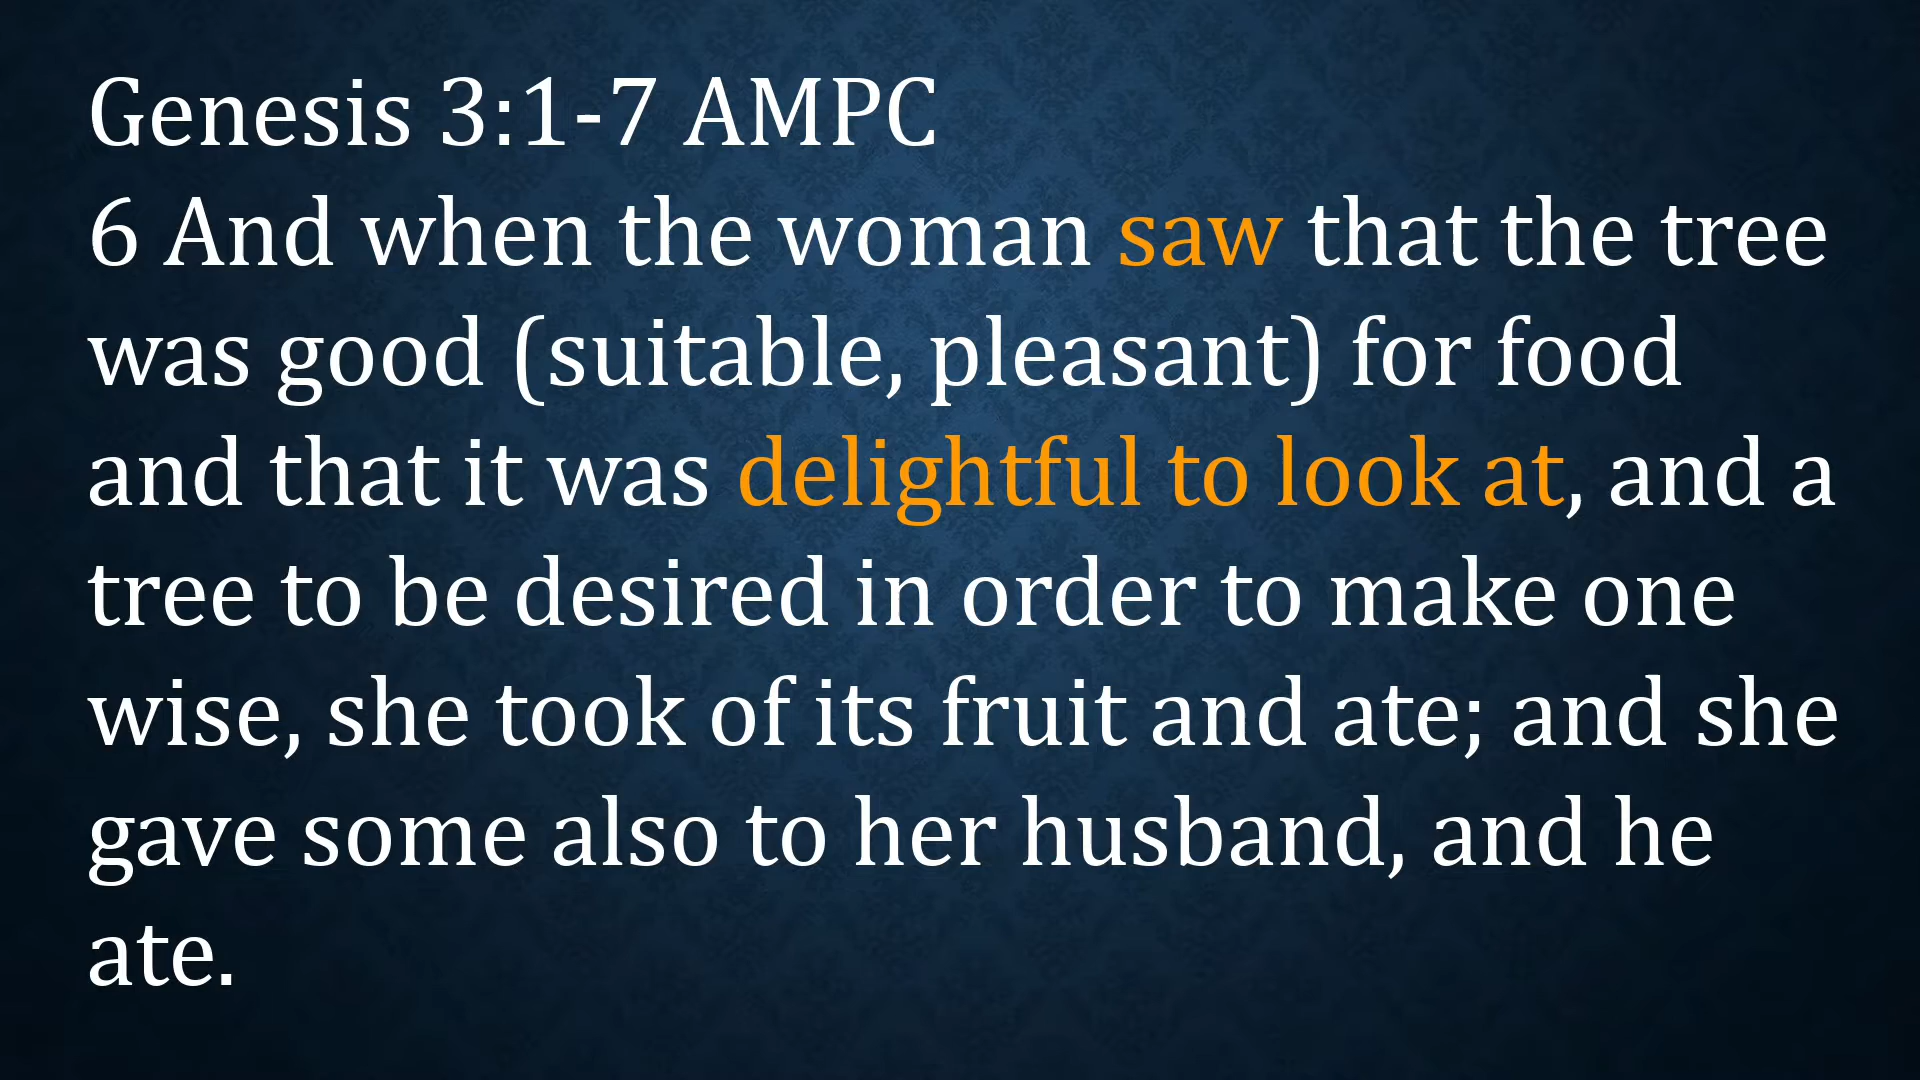 Genesis 3:1-7 AMPC
6 And when the woman saw that the tree
was good (suitable, pleasant) for food
and that it was delightful to look at, and a
tree to be desired in order to make one
wise, she took of its fruit and ate; and she
gave some also to her husband, and he
ate.